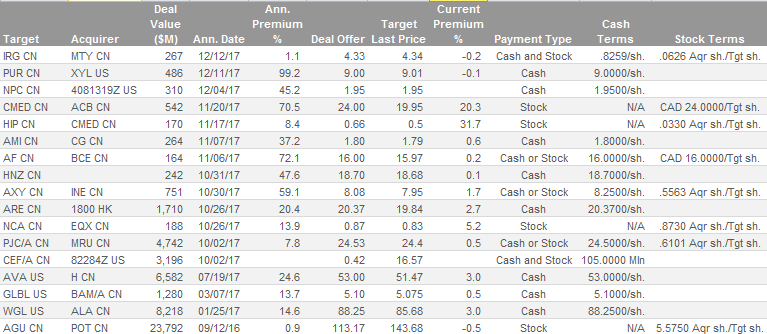 Target Acquirer Deal Value ($M) Ann. Date Ann. Premium % Deal Offer Target Last Price Current Premium % Payment Type Cash Terms Stock Terms
IRG CN MTY CN 267 12/12/17 1.1 4.33 4.34 -0.2 Cash and Stock .8259/sh. .0626 Aqr sh./Tgt sh.
PUR CN XYL US 486 12/11/17 99.2 9.00 9.01 -0.1 Cash 9.0000/sh.
NPC CN 4081319Z US 310 12/04/17 45.2 1.95 1.95 Cash 1.9500/sh.
CMED CN ACB CN 542 11/20/17 70.5 24.00 19.95 20.3 Stock N/A CAD 24.0000/Tgt sh.
HIP CN CMED CN 170 11/17/17 8.4 0.66 0.5 31.7 Stock N/A .0330 Aqr sh./Tgt sh.
AMI CN CG CN 264 11/07/17 37.2 1.80 1.79 0.6 Cash 1.8000/sh.
AF CN BCE CN 164 11/06/17 72.1 16.00 15.97 0.2 Cash or Stock 16.0000/sh. CAD 16.0000/Tgt sh.
HNZ CN 242 10/31/17 47.6 18.70 18.68 0.1 Cash 18.7000/sh.
AXY CN INE CN 751 10/30/17 59.1 8.08 7.95 1.7 Cash or Stock 8.2500/sh. .5563 Aqr sh./Tgt sh.
ARE CN 1800 HK 1,710 10/26/17 20.4 20.37 19.84 2.7 Cash 20.3700/sh.
NCA CN EQX CN 188 10/26/17 13.9 0.87 0.83 5.2 Stock N/A .8730 Aqr sh./Tgt sh.
PJC/A CN MRU CN 4,742 10/02/17 7.8 24.53 24.4 0.5 Cash or Stock 24.5000/sh. .6101 Aqr sh./Tgt sh.
CEF/A CN 82284Z US 3,196 10/02/17 0.42 16.57 Cash and Stock 105.0000 Mln
AVA US H CN 6,582 07/19/17 24.6 53.00 51.47 3.0 Cash 53.0000/sh.
GLBL US BAM/A CN 1,280 03/07/17 13.7 5.10 5.075 0.5 Cash 5.1000/sh.
WGL US ALA CN 8,218 01/25/17 14.6 88.25 85.68 3.0 Cash 88.2500/sh.
AGU CN POT CN 23,792 09/12/16 0.9 113.17 143.68 -0.5 Stock N/A 5.5750 Aqr sh./Tgt sh.